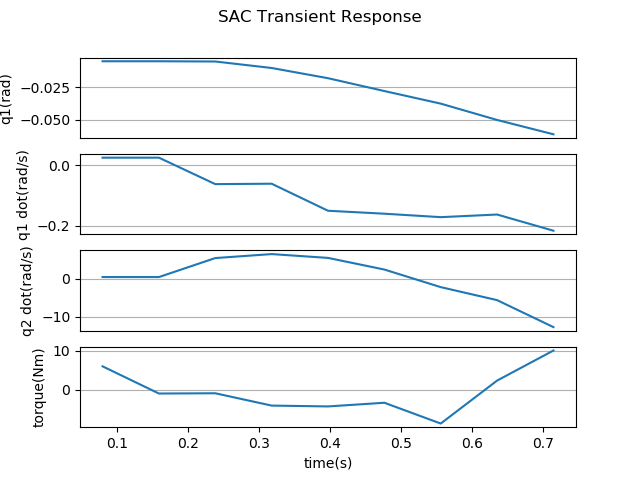 SAC Transient Response
q1(rad)
−0.025
−0.050
q1 dot(rad/s)
0.0
−0.2
q2 dot(rad/s)
0
−10
torque(Nm)
10
0
0.1 0.2 0.3 0.4 0.5 0.6 0.7
time(s)